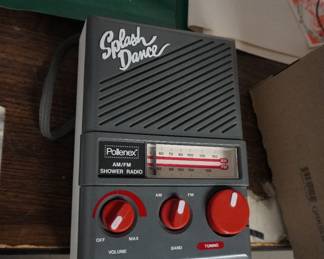 Splash
Dance
Pollenex
AM/FM
SHOWER RADIO
AM
FM
OFF
MAX
VOLUME
BAND
TUNING